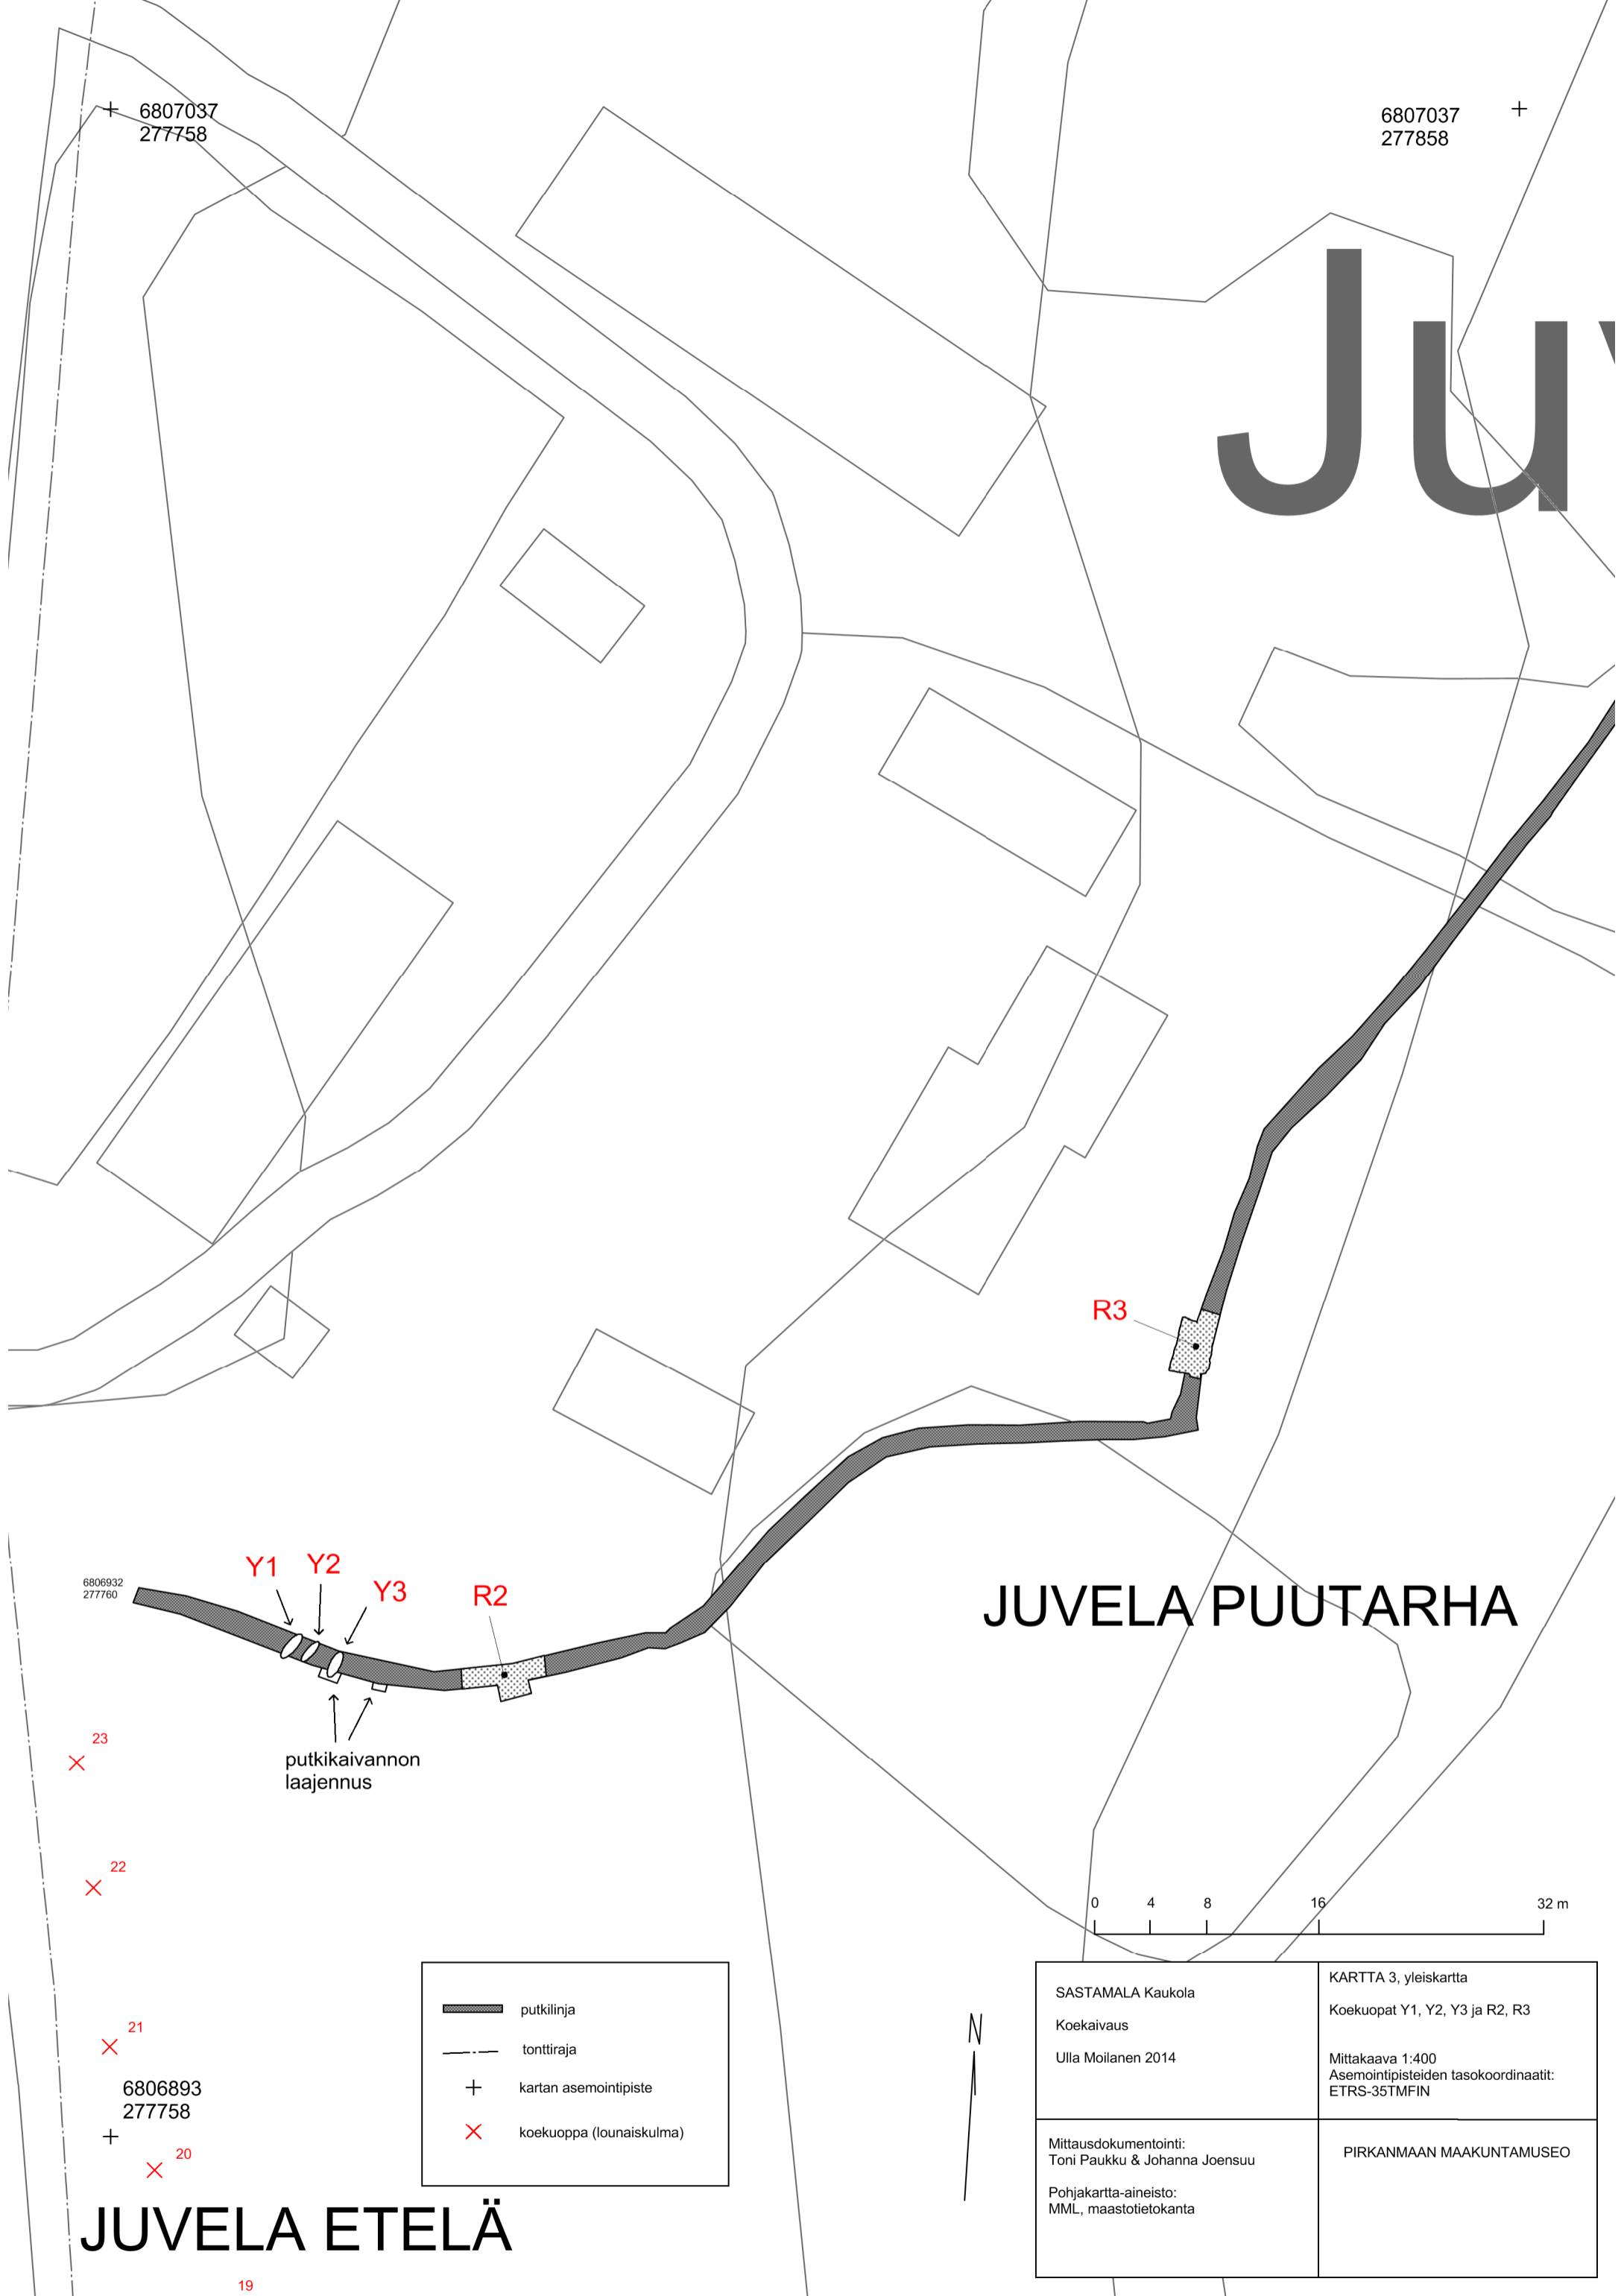 6807037
277758
6807037
277858
Ju
R3
Y1
Y2
Y3
R2
6806932
277760
JUVELA PUUTARHA
putkikaivannon
laajennus
23
22
21
6806893
277758
20
JUVELA ETELÄ
19
putkilinja
tonttiraja
kartan asemointipiste
koekuoppa (lounaiskulma)
N
0 4 8 16 32 m
SASTAMALA Kaukola
Koekaivaus
Ulla Moilanen 2014
KARTTA 3, yleiskartta
Koekuopat Y1, Y2, Y3 ja R2, R3
Mittakaava 1:400
Asemointipisteiden tasokoordinaatit:
ETRS-35TMFIN
Mittausdokumentointi:
Toni Paukku & Johanna Joensuu
Pohjakartta-aineisto:
MML, maastotietokanta
PIRKANMAAN MAAKUNTAMUSEO